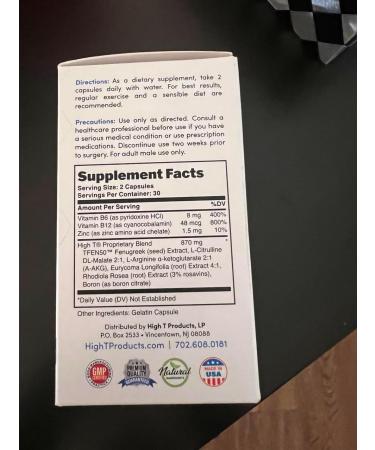 Directions: As a dietary supplement, take 2
capsules daily with water. For best results,
regular exercise and a sensible diet are
recommended.
Precautions: Use only as directed. Consult a
healthcare professional before use if you have
a serious medical condition or use prescription
medications. Discontinue use two weeks prior
to surgery. For adult male use only.
Supplement Facts
Serving Size: 2 Capsules
Servings Per Container: 30
Amount Per Serving %DV
Vitamin B6 (as pyridoxine HCl) 8 mg 400%
Vitamin B12 (as cyanocobalamin) 48 mcg 800%
Zinc (as zinc amino acid chelate) 1.5 mg 10%
High T® Proprietary Blend 870 mg *
TFEN50™ Fenugreek (seed) Extract, L-Citrulline
DL-Malate 2:1, L-Arginine α-ketoglutarate 2:1
(A-AKG), Eurycoma Longifolia (root) Extract 4:1,
Rhodiola Rosea (root) Extract (3% rosavins),
Boron (as boron citrate)
*Daily Value (DV) Not Established
Other Ingredients: Gelatin Capsule
Distributed by High T Products, LP
P.O. Box 2533 • Vincentown, NJ 08088
HighTProducts.com | 702.608.0181
GMP
PREMIUM
QUALITY
GUARANTEED
Natural
INGREDIENTS
MADE IN
USA